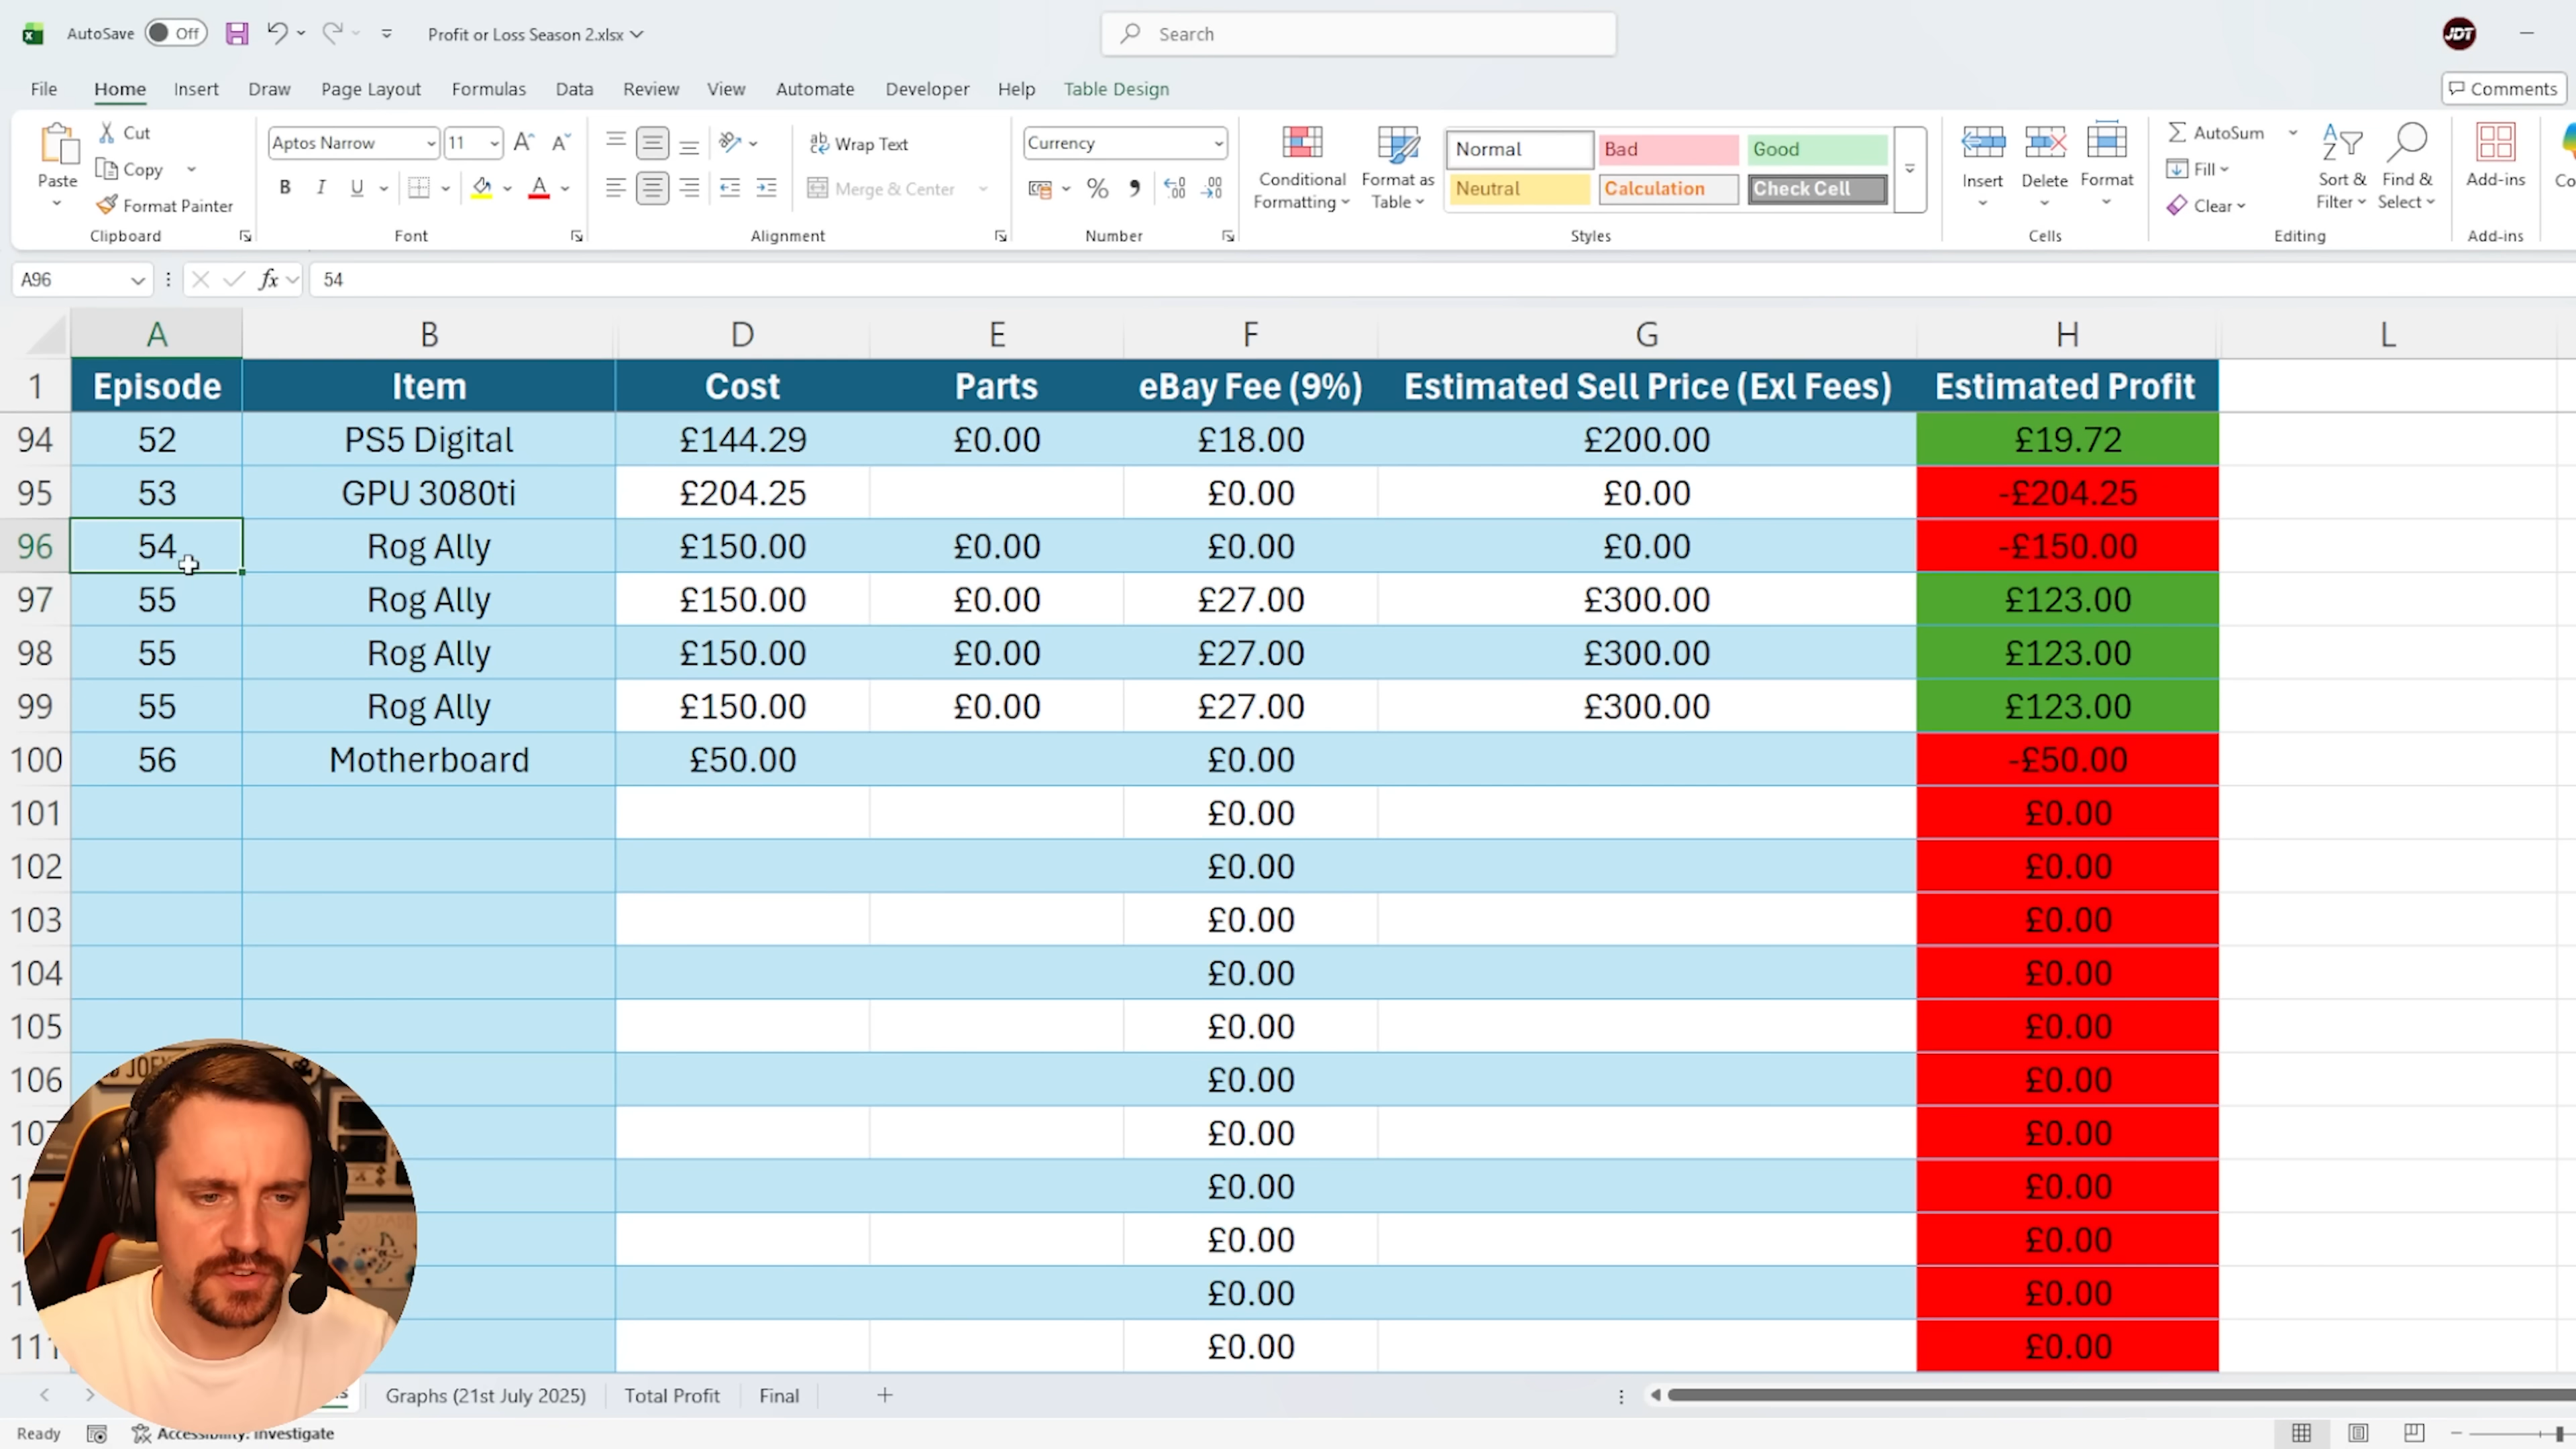 AutoSave Off Profit or Loss Season 2.xlsx Search JDT
File Home Insert Draw Page Layout Formulas Data Review View Automate Developer Help Table Design Comments
Paste Cut Copy Format Painter Clipboard
Aptos Narrow 11 B I U A Font
Wrap Text Merge & Center Alignment
Currency % Number
Conditional Formatting Format as Table Normal Bad Good Neutral Calculation Check Cell Styles
Insert Delete Format Cells
AutoSum Fill Clear Sort & Filter Find & Select Editing
Add-ins Add-ins
A96 fx 54
A B D E F G H L
1 Episode Item Cost Parts eBay Fee (9%) Estimated Sell Price (Exl Fees) Estimated Profit
94 52 PS5 Digital £144.29 £0.00 £18.00 £200.00 £19.72
95 53 GPU 3080ti £204.25 £0.00 £0.00 -£204.25
96 54 Rog Ally £150.00 £0.00 £0.00 £0.00 -£150.00
97 55 Rog Ally £150.00 £0.00 £27.00 £300.00 £123.00
98 55 Rog Ally £150.00 £0.00 £27.00 £300.00 £123.00
99 55 Rog Ally £150.00 £0.00 £27.00 £300.00 £123.00
100 56 Motherboard £50.00 £0.00 -£50.00
101 £0.00 £0.00
102 £0.00 £0.00
103 £0.00 £0.00
104 £0.00 £0.00
105 £0.00 £0.00
106 £0.00 £0.00
107 £0.00 £0.00
£0.00 £0.00
£0.00 £0.00
£0.00 £0.00
111 £0.00 £0.00
Graphs (21st July 2025) Total Profit Final
Ready Accessibility: Investigate